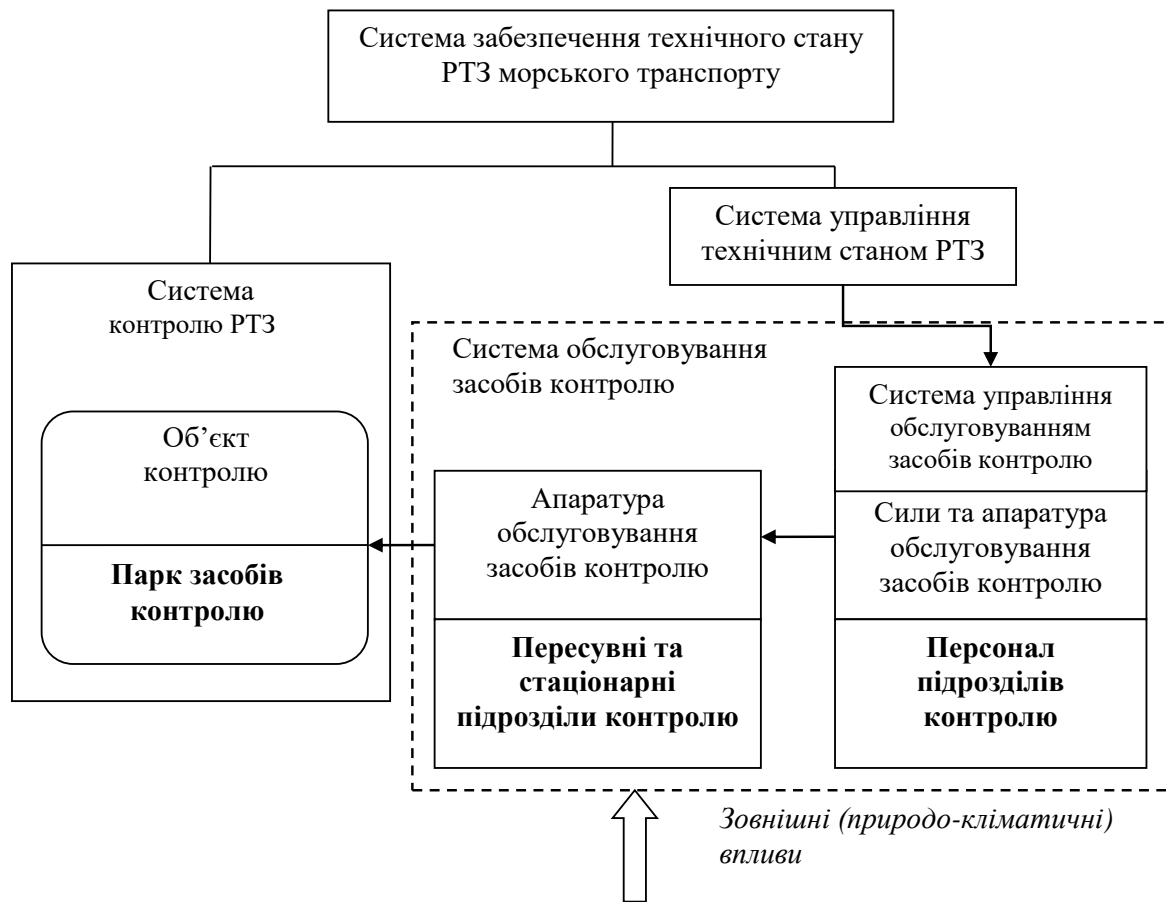 Система забезпечення технічного стану
РТЗ морського транспорту
Система управління
технічним станом РТЗ
Система
контролю РТЗ
Система обслуговування
засобів контролю
Система управління
обслуговуванням
засобів контролю
Об’єкт
контролю
Апаратура
обслуговування
засобів контролю
Сили та апаратура
обслуговування
засобів контролю
Парк засобів
контролю
Пересувні та
стаціонарні
підрозділи контролю
Персонал
підрозділів
контролю
Зовнішні (природо-кліматичні)
впливи